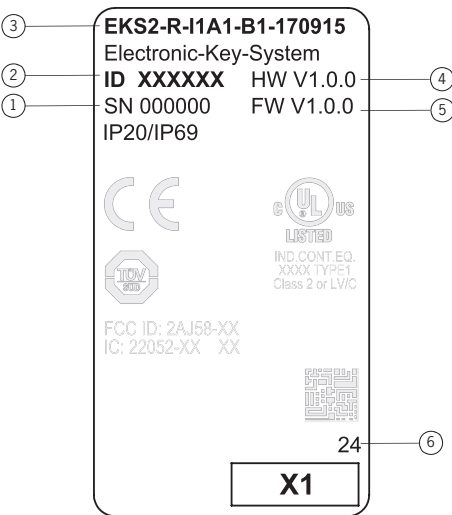 ③ EKS2-R-I1A1-B1-170915
Electronic-Key-System
② ID XXXXXX HW V1.0.0 ④
① SN 000000 FW V1.0.0 ⑤
IP20/IP69
CE
C UL US
LISTED
IND.CONT.EQ.
XXXX TYPE1
Class 2 or LV/C
TÜV
SÜD
FCC ID: 2AJ58-XX
IC: 22052-XX XX
24 ⑥
X1